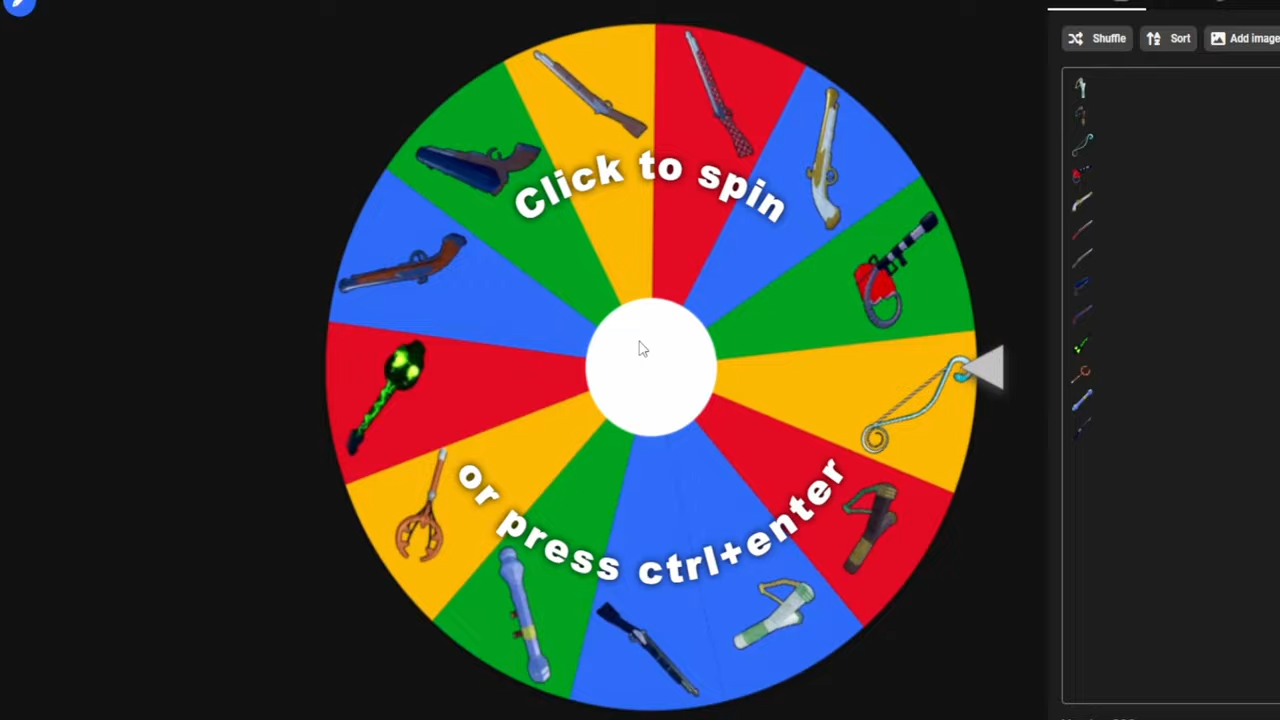 Shuffle
Sort
Add image
Click to spin
or press ctrl+enter